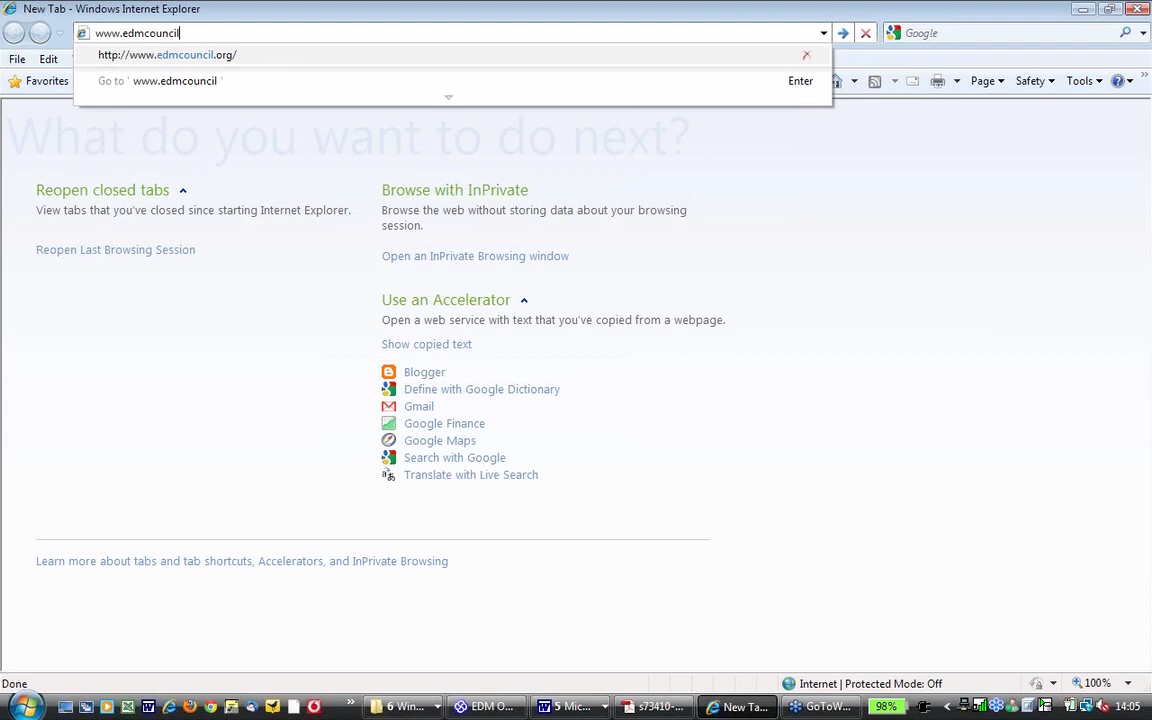 New Tab - Windows Internet Explorer
www.edmcouncil
Google
http://www.edmcouncil.org/
File Edit
Go to ' www.edmcouncil '
Enter
Favorites
Page Safety Tools
What do you want to do next?
Reopen closed tabs
View tabs that you've closed since starting Internet Explorer.
Reopen Last Browsing Session
Browse with InPrivate
Browse the web without storing data about your browsing
session.
Open an InPrivate Browsing window
Use an Accelerator
Open a web service with text that you've copied from a webpage.
Show copied text
Blogger
Define with Google Dictionary
Gmail
Google Finance
Google Maps
Search with Google
Translate with Live Search
Learn more about tabs and tab shortcuts, Accelerators, and InPrivate Browsing
Done
Internet | Protected Mode: Off
100%
6 Win...
EDM O...
5 Mic...
s73410-...
New Ta...
GoToW...
98%
14:05